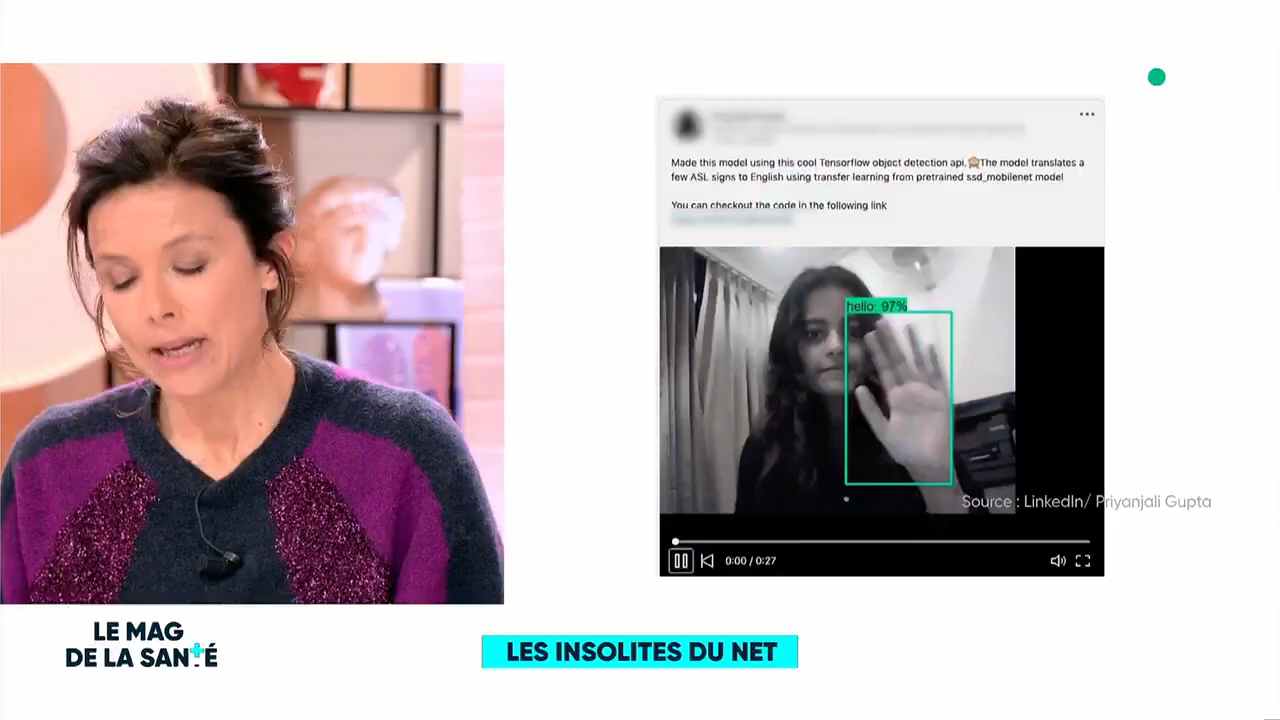 Made this model using this cool Tensorflow object detection api.🙈The model translates a
few ASL signs to English using transfer learning from pretrained ssd_mobilenet model
You can checkout the code in the following link
hello: 97%
Source : LinkedIn/ Priyanjali Gupta
0:00 / 0:27
LE MAG
DE LA SANTÉ
LES INSOLITES DU NET